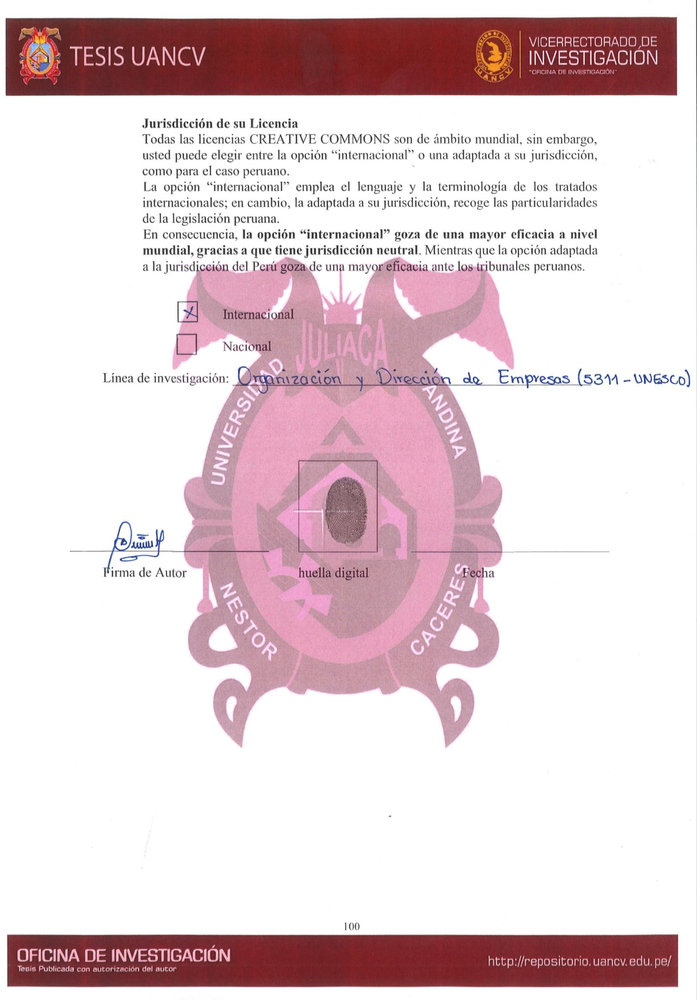 TESIS UANCV
VICERRECTORADO DE
INVESTIGACIÓN
"OFICINA DE INVESTIGACIÓN"
Jurisdicción de su Licencia
Todas las licencias CREATIVE COMMONS son de ámbito mundial, sin embargo,
usted puede elegir entre la opción “internacional” o una adaptada a su jurisdicción,
como para el caso peruano.
La opción “internacional” emplea el lenguaje y la terminología de los tratados
internacionales; en cambio, la adaptada a su jurisdicción, recoge las particularidades
de la legislación peruana.
En consecuencia, la opción “internacional” goza de una mayor eficacia a nivel
mundial, gracias a que tiene jurisdicción neutral. Mientras que la opción adaptada
a la jurisdicción del Perú goza de una mayor eficacia ante los tribunales peruanos.
X Internacional
Nacional
JULIACA
Línea de investigación: Organización y Dirección de Empresas (5311-UNESCO)
UNIVERSIDAD
ANDINA
Firma de Autor
huella digital
Fecha
NESTOR
CACERES
100
OFICINA DE INVESTIGACIÓN
Tesis Publicada con autorización del autor
http://repositorio.uancv.edu.pe/